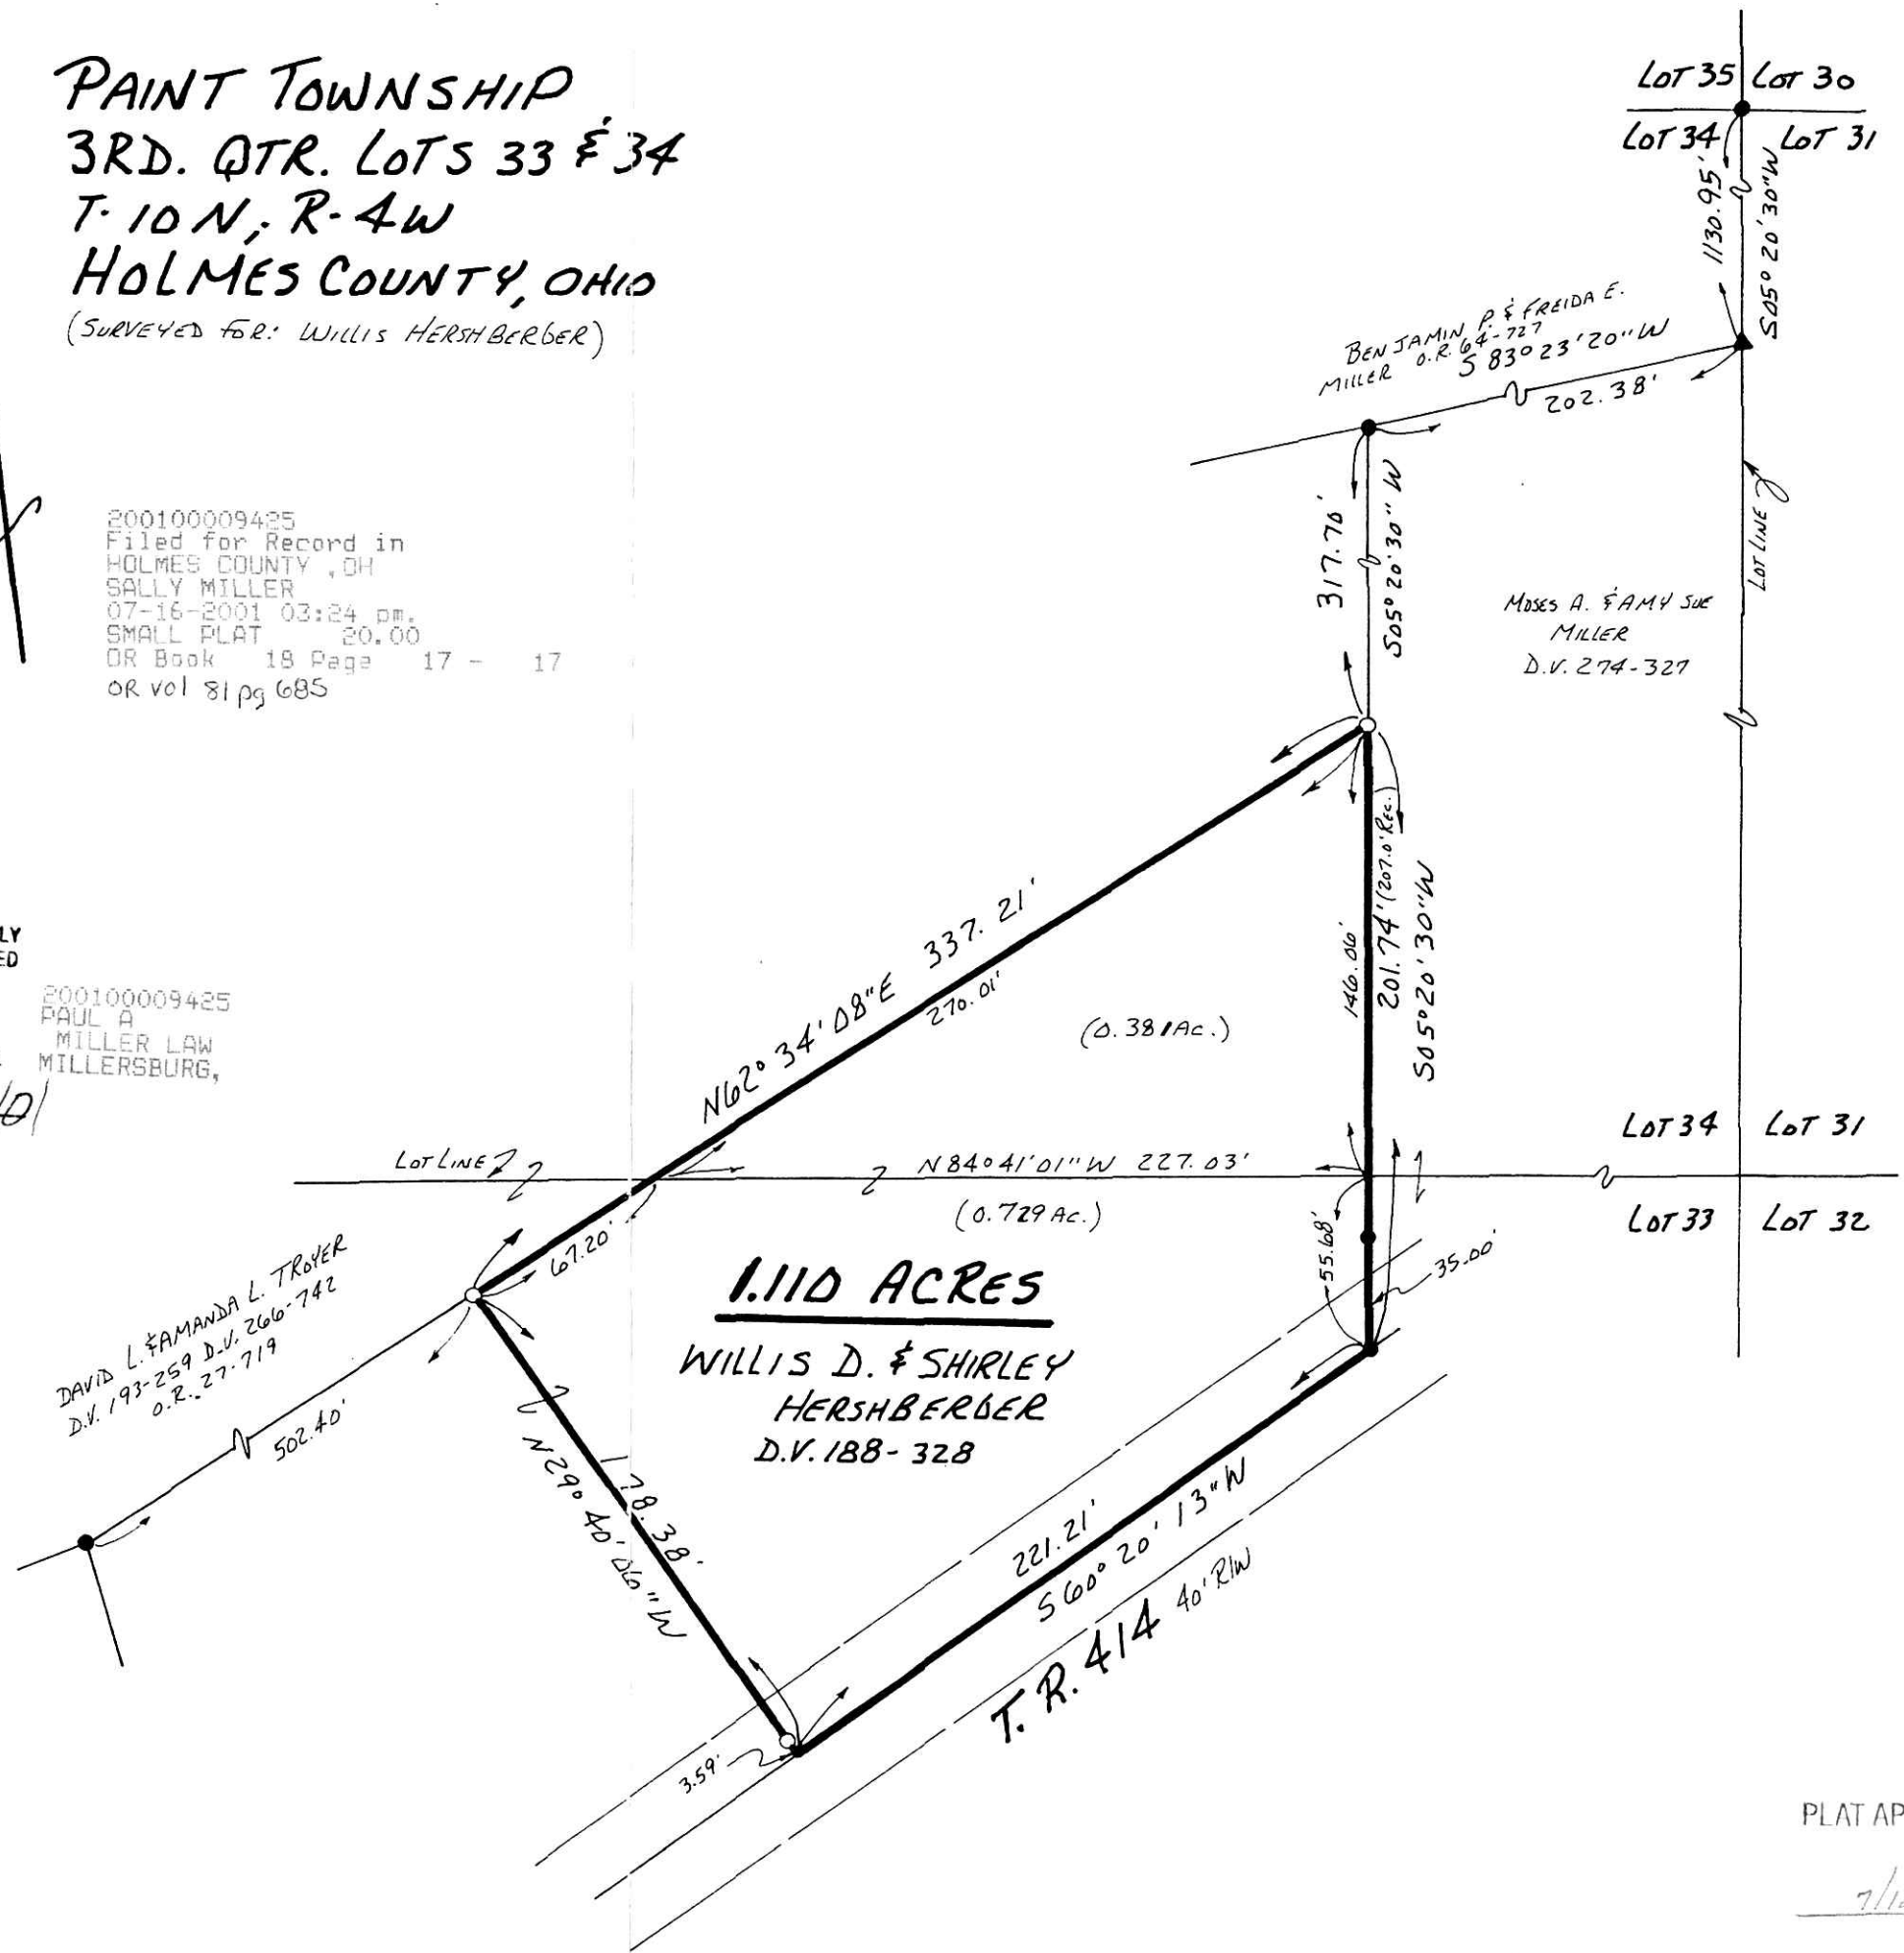 PAINT TOWNSHIP
3RD. QTR. LOTS 33 & 34
T-10 N, R-4W
HOLMES COUNTY, OHIO
(SURVEYED FOR: WILLIS HERSHBERGER)
LOT 35 LOT 30
LOT 34 LOT 31
1130.95'
S05° 20' 30"W
BENJAMIN P. & FREIDA E.
MILLER O.R. 64-727
S 83° 23' 20" W
202.38'
317.70'
S05° 20' 30" W
LOT LINE
MOSES A. & AMY SUE
MILLER
D.V. 274-327
200100009425
Filed for Record in
HOLMES COUNTY ,OH
SALLY MILLER
07-16-2001 03:24 pm.
SMALL PLAT 20.00
OR Book 18 Page 17 - 17
OR vol 81 pg 685
LY
ED
200100009425
PAUL A
MILLER LAW
MILLERSBURG,
N62° 34' 08"E 337.21'
270.01'
(0.381 Ac.)
146.06'
201.74' (207.0' Rec.)
S05° 20' 30"W
LOT 34 LOT 31
LOT LINE
N 84° 41' 01" W 227.03'
(0.729 AC.)
LOT 33 LOT 32
67.20'
55.68'
35.00'
1.110 ACRES
WILLIS D. & SHIRLEY
HERSHBERGER
D.V. 188-328
DAVID L. & AMANDA L. TROYER
D.V. 193-259 D.V. 266-742
O.R. 27-719
502.40'
178.38'
N29° 40' 06" W
221.21'
S 60° 20' 13" W
T. R. 414 40' R/W
3.59'
PLAT AP